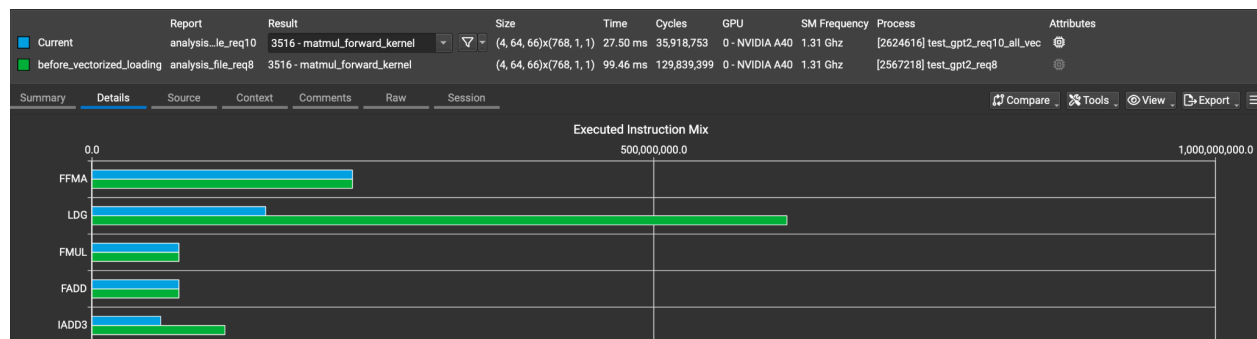 Report Result Size Time Cycles GPU SM Frequency Process Attributes
Current analysis...le_req10 3516 - matmul_forward_kernel (4, 64, 66)x(768, 1, 1) 27.50 ms 35,918,753 0 - NVIDIA A40 1.31 Ghz [2624616] test_gpt2_req10_all_vec
before_vectorized_loading analysis_file_req8 3516 - matmul_forward_kernel (4, 64, 66)x(768, 1, 1) 99.46 ms 129,839,399 0 - NVIDIA A40 1.31 Ghz [2567218] test_gpt2_req8
Summary Details Source Context Comments Raw Session Compare Tools View Export
Executed Instruction Mix
0.0 500,000,000.0 1,000,000,000.0
FFMA
LDG
FMUL
FADD
IADD3